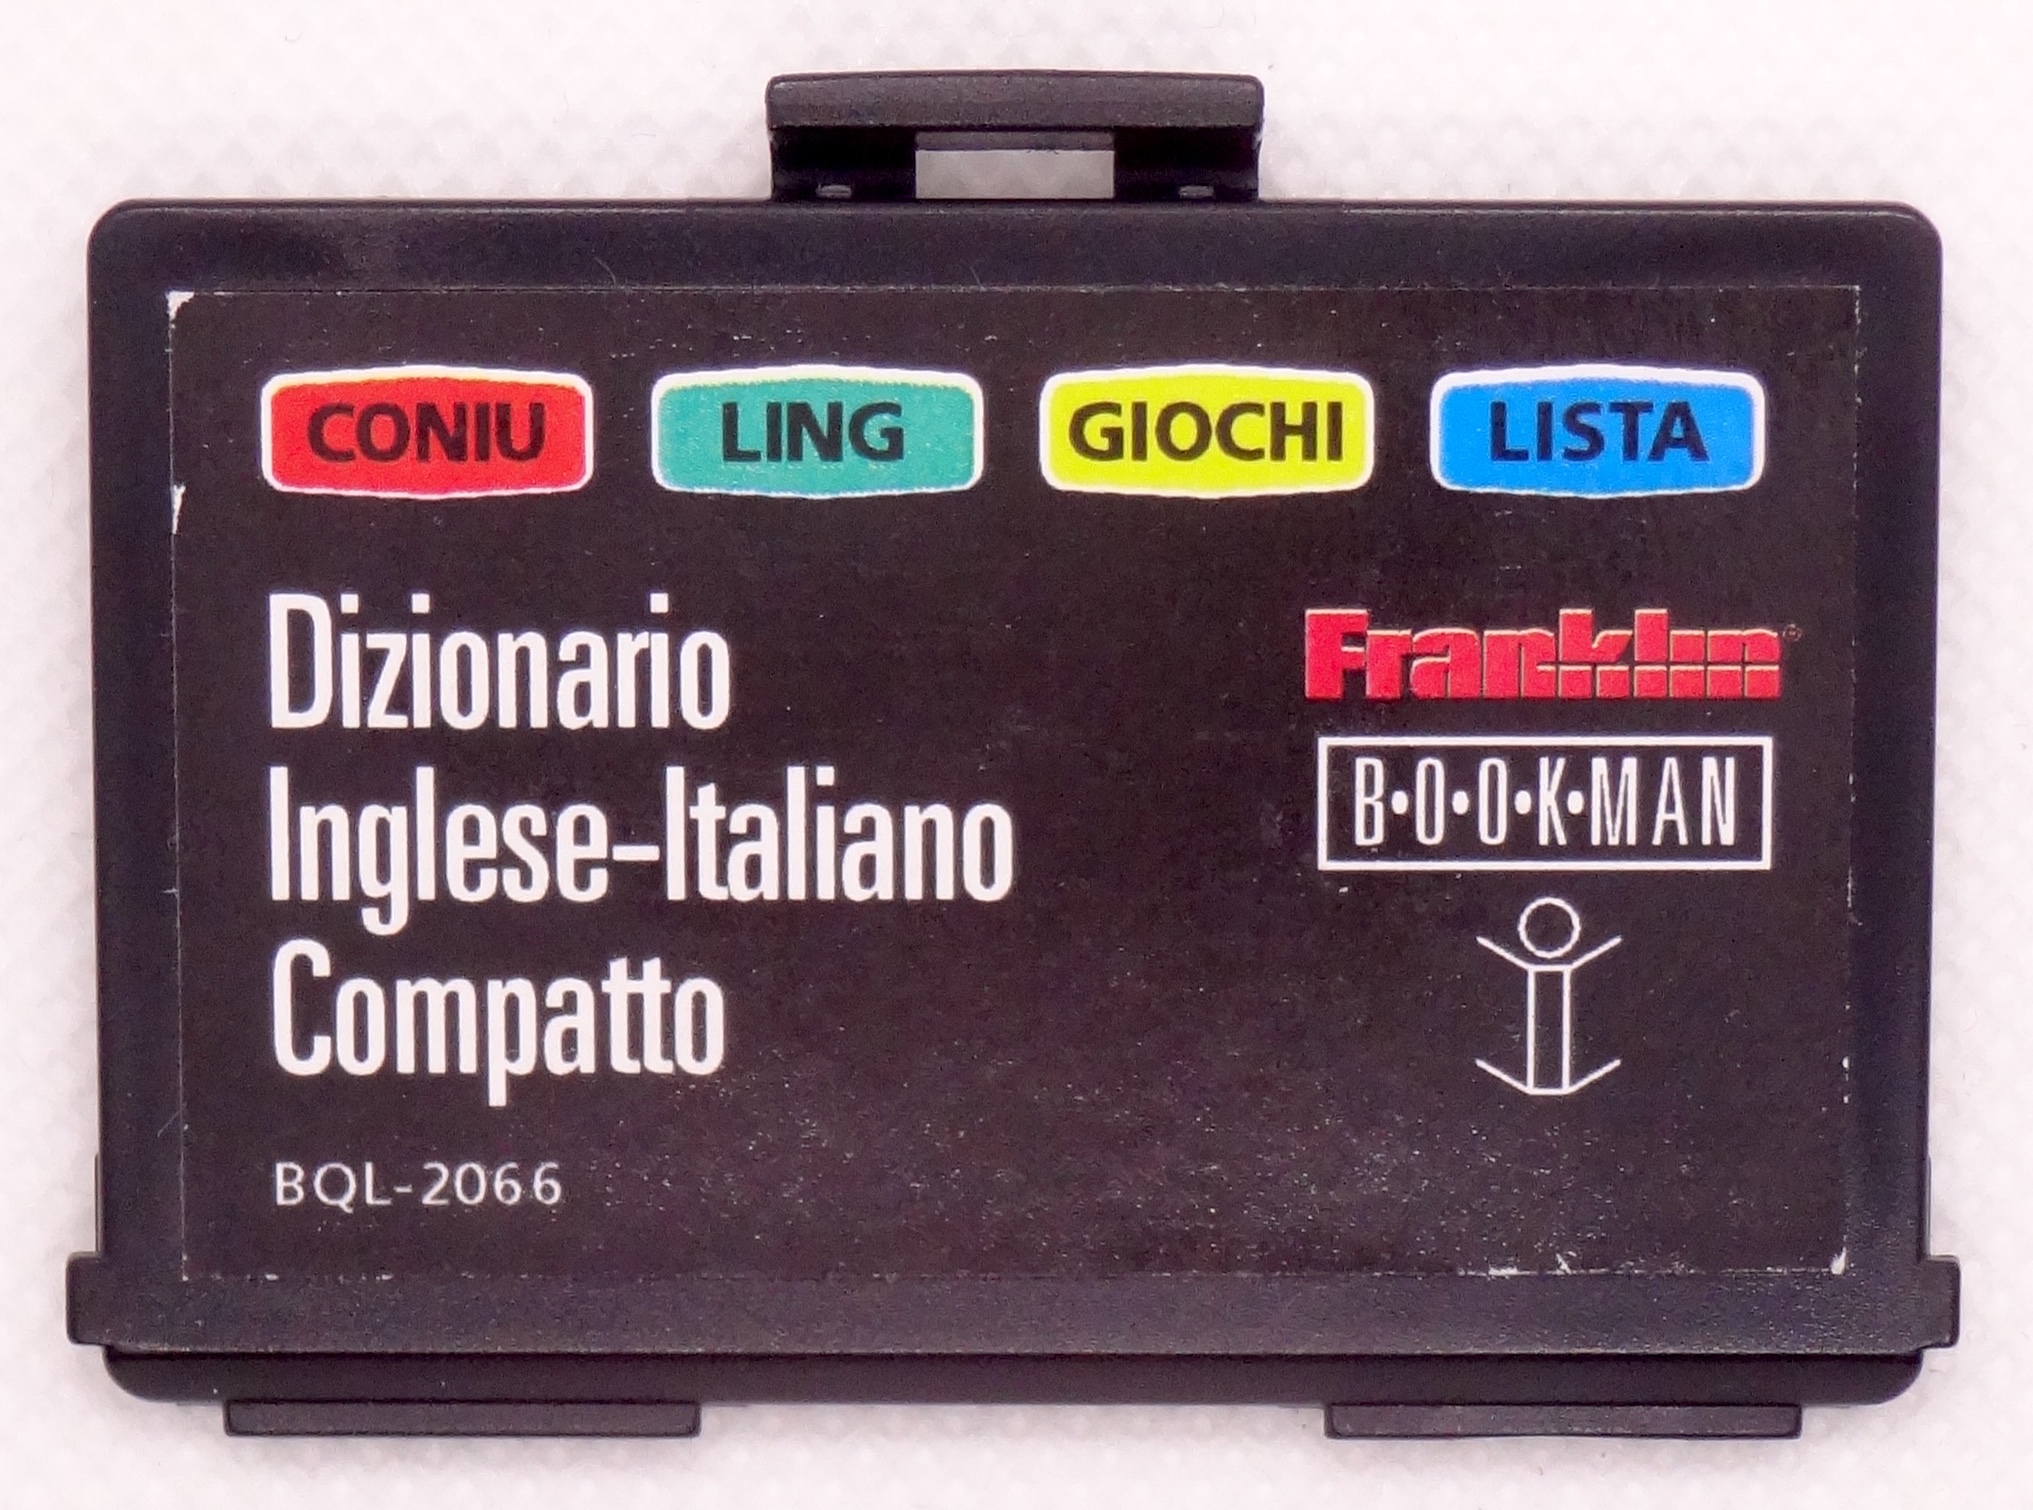 CONIU LING GIOCHI LISTA
Dizionario
Inglese-Italiano
Compatto
BQL-2066
Franklin®
B•O•O•K•MAN